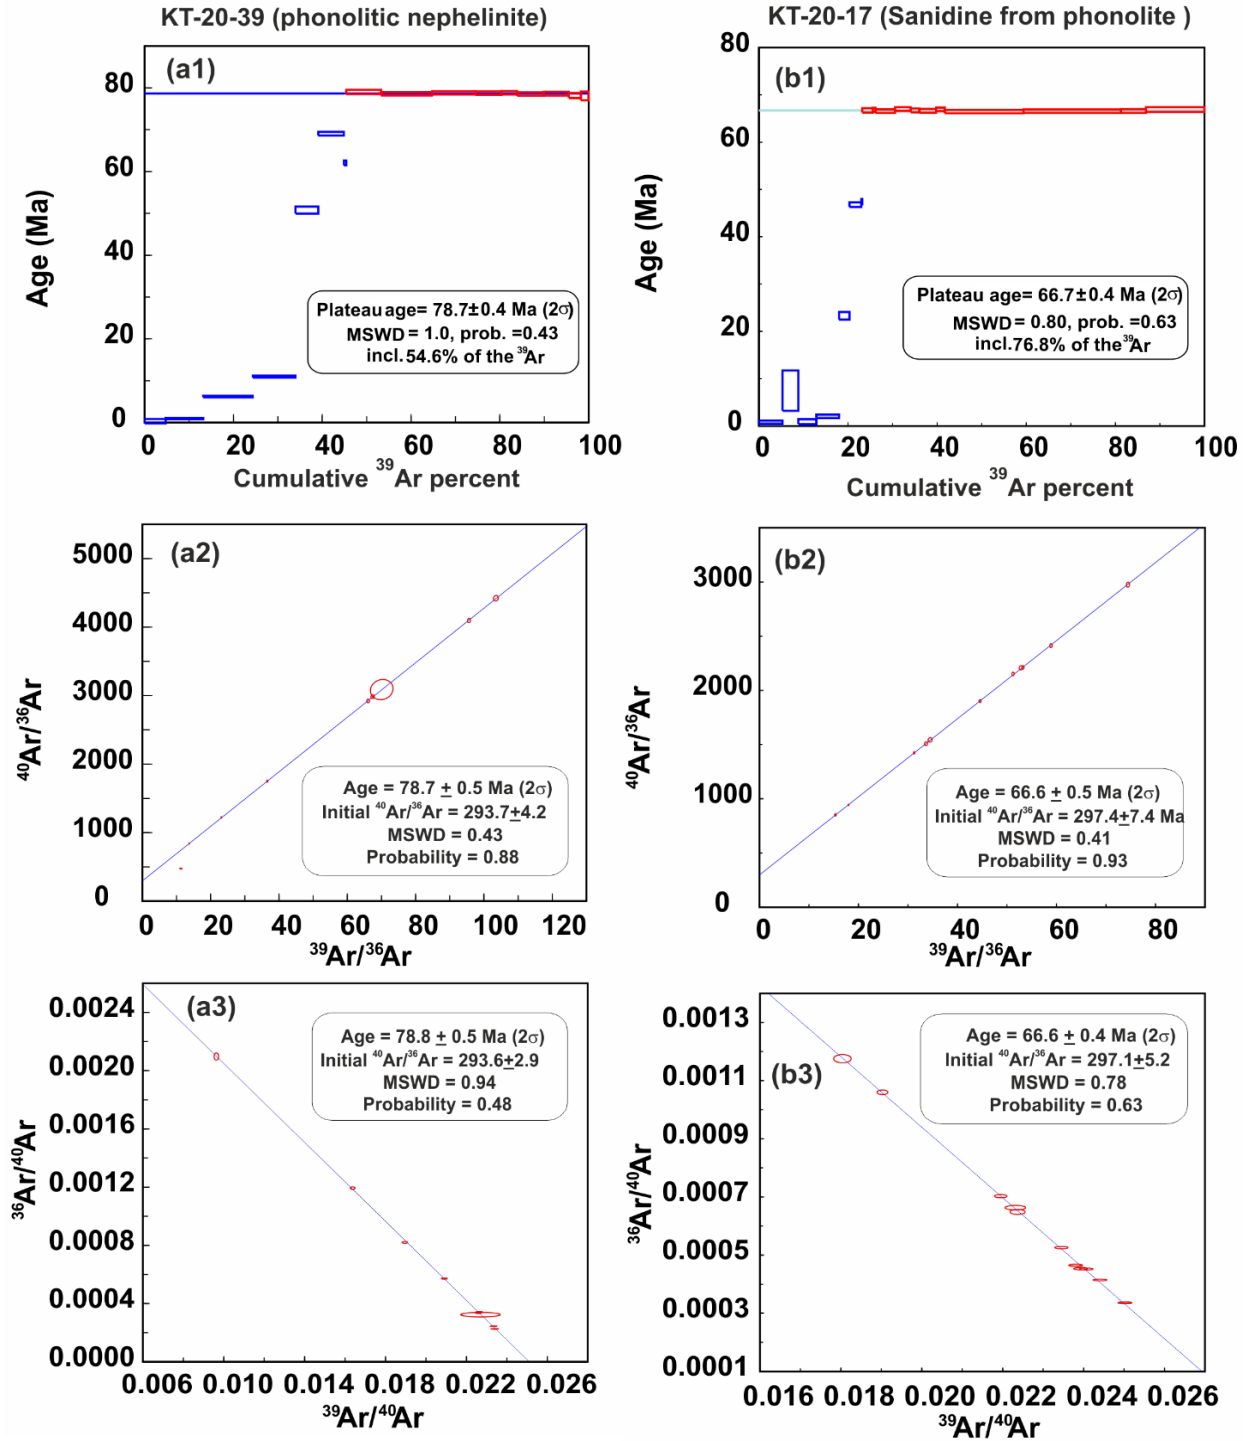 KT-20-39 (phonolitic nephelinite)
KT-20-17 (Sanidine from phonolite )
(a1)
80
60
40
20
0
Age (Ma)
Plateau age= 78.7±0.4 Ma (2σ)
MSWD = 1.0, prob. =0.43
incl.54.6% of the ³⁹Ar
0 20 40 60 80 100
Cumulative ³⁹Ar percent
(b1)
80
60
40
20
0
Age (Ma)
Plateau age= 66.7±0.4 Ma (2σ)
MSWD = 0.80, prob. =0.63
incl.76.8% of the ³⁹Ar
0 20 40 60 80 100
Cumulative ³⁹Ar percent
(a2)
5000
4000
3000
2000
1000
0
⁴⁰Ar/³⁶Ar
Age = 78.7 ± 0.5 Ma (2σ)
Initial ⁴⁰Ar/³⁶Ar = 293.7±4.2
MSWD = 0.43
Probability = 0.88
0 20 40 60 80 100 120
³⁹Ar/³⁶Ar
(b2)
3000
2000
1000
0
⁴⁰Ar/³⁶Ar
Age = 66.6 ± 0.5 Ma (2σ)
Initial ⁴⁰Ar/³⁶Ar = 297.4±7.4 Ma
MSWD = 0.41
Probability = 0.93
0 20 40 60 80
³⁹Ar/³⁶Ar
(a3)
0.0024
0.0020
0.0016
0.0012
0.0008
0.0004
0.0000
³⁶Ar/⁴⁰Ar
Age = 78.8 ± 0.5 Ma (2σ)
Initial ⁴⁰Ar/³⁶Ar = 293.6±2.9
MSWD = 0.94
Probability = 0.48
0.006 0.010 0.014 0.018 0.022 0.026
³⁹Ar/⁴⁰Ar
(b3)
0.0013
0.0011
0.0009
0.0007
0.0005
0.0003
0.0001
³⁶Ar/⁴⁰Ar
Age = 66.6 ± 0.4 Ma (2σ)
Initial ⁴⁰Ar/³⁶Ar = 297.1±5.2
MSWD = 0.78
Probability = 0.63
0.016 0.018 0.020 0.022 0.024 0.026
³⁹Ar/⁴⁰Ar